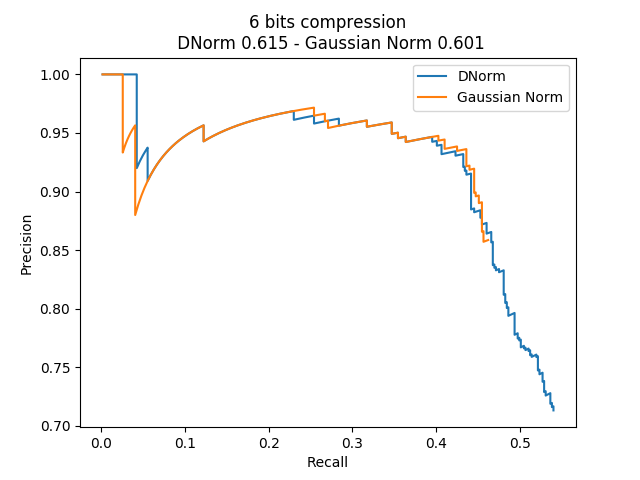 6 bits compression
DNorm 0.615 - Gaussian Norm 0.601
DNorm
Gaussian Norm
Precision
1.00
0.95
0.90
0.85
0.80
0.75
0.70
0.0
0.1
0.2
0.3
0.4
0.5
Recall